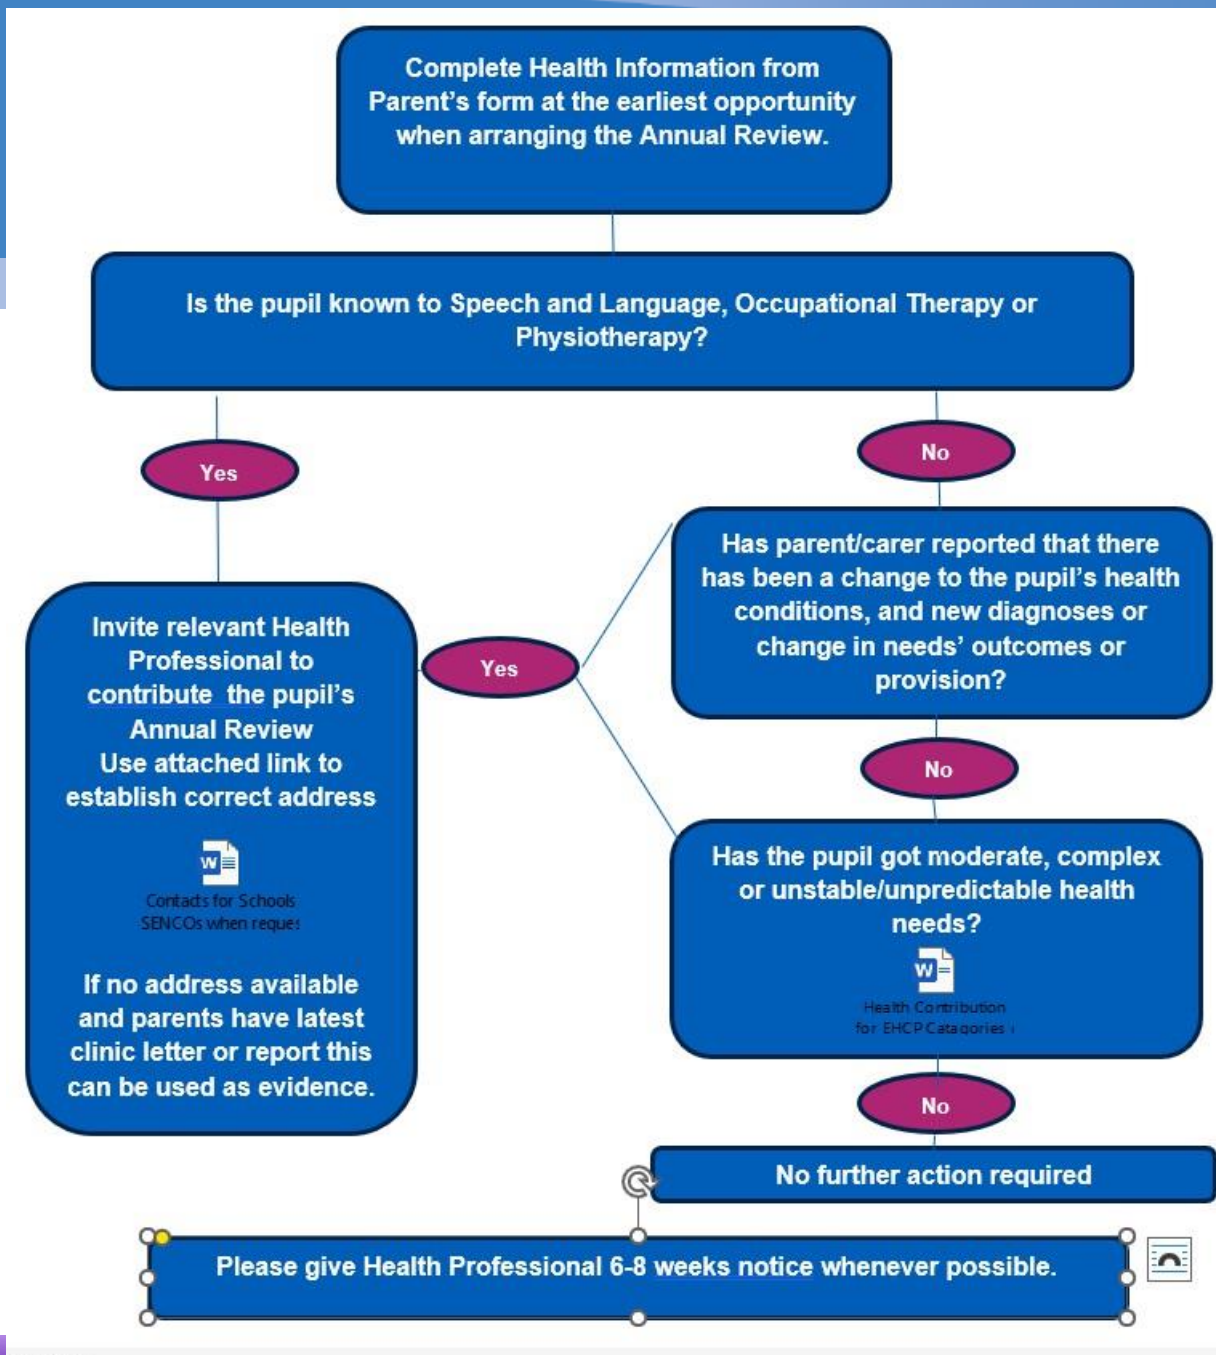 Complete Health Information from
Parent's form at the earliest opportunity
when arranging the Annual Review.
Is the pupil known to Speech and Language, Occupational Therapy or
Physiotherapy?
Yes
No
Invite relevant Health
Professional to
contribute the pupil's
Annual Review
Use attached link to
establish correct address
W
Contacts for Schools
SENCOs when reques
If no address available
and parents have latest
clinic letter or report this
can be used as evidence.
Yes
Has parent/carer reported that there
has been a change to the pupil's health
conditions, and new diagnoses or
change in needs' outcomes or
provision?
No
Has the pupil got moderate, complex
or unstable/unpredictable health
needs?
W
Health Contribution
for EHCP Catagories
No
No further action required
Please give Health Professional 6-8 weeks notice whenever possible.